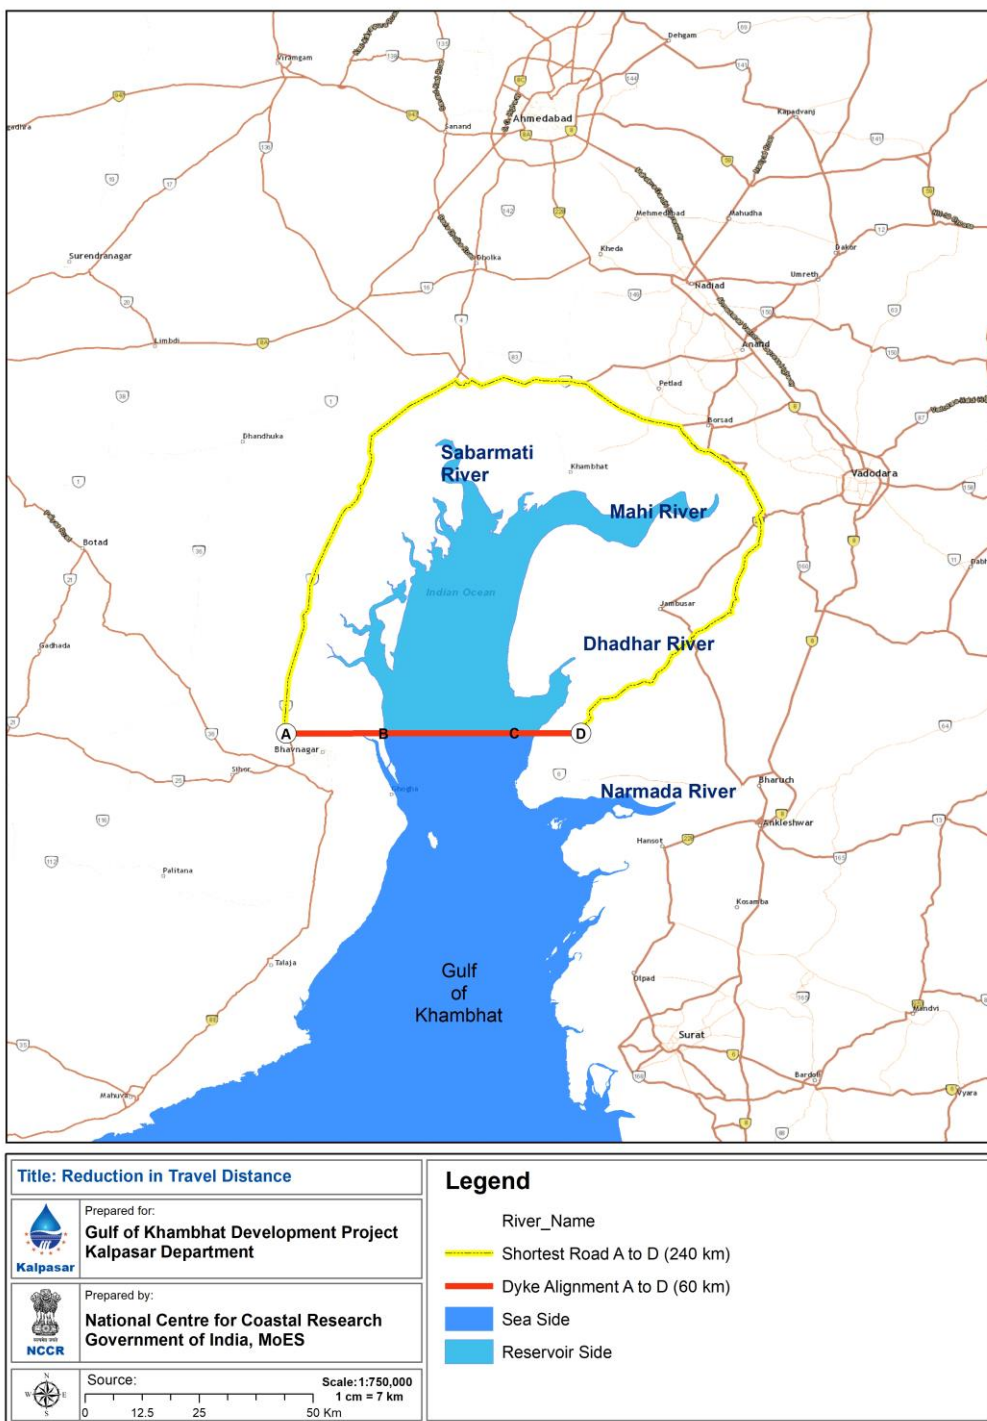 Dehgam
Viramgam
Kapadvanj
Ahmedabad
Sanand
Mehmedabad
Mahudha
Dholka
Kheda
Dakor
Surendranagar
Nadiad
Umreth
Limbdi
Anand
Petlad
Borsad
Dhandhuka
Sabarmati
River
Khambhat
Vadodara
Mahi River
Botad
Indian Ocean
Jambusar
Gadhada
Dhadhar River
A
B
C
D
Bhavnagar
Sihor
Ghogha
Narmada River
Bharuch
Ankleshwar
Hansot
Palitana
Kosamba
Talaja
Gulf
of
Khambhat
Olpad
Mandvi
Surat
Bardoli
Mahuva
Vyara
Title: Reduction in Travel Distance
Kalpasar
Prepared for:
Gulf of Khambhat Development Project
Kalpasar Department
NCCR
Prepared by:
National Centre for Coastal Research
Government of India, MoES
N
W E
S
Source:
Scale:1:750,000
1 cm = 7 km
0 12.5 25 50 Km
Legend
River_Name
Shortest Road A to D (240 km)
Dyke Alignment A to D (60 km)
Sea Side
Reservoir Side